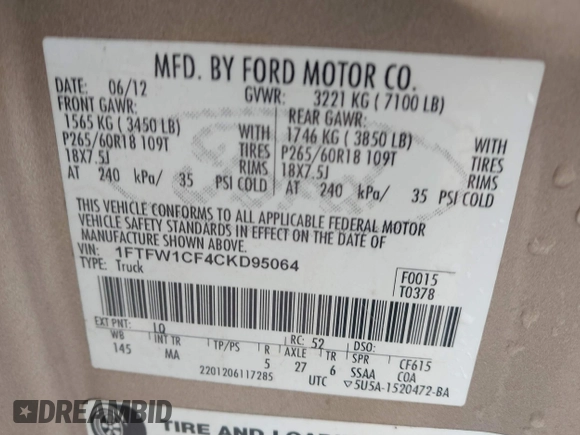 MFD. BY FORD MOTOR CO.
DATE: 06/12 GVWR: 3221 KG ( 7100 LB)
FRONT GAWR: REAR GAWR:
1565 KG ( 3450 LB) WITH 1746 KG ( 3850 LB) WITH
P265/60R18 109T TIRES P265/60R18 109T TIRES
18X7.5J RIMS 18X7.5J RIMS
AT 240 kPa/ 35 PSI COLD AT 240 kPa/ 35 PSI COLD
THIS VEHICLE CONFORMS TO ALL APPLICABLE FEDERAL MOTOR
VEHICLE SAFETY STANDARDS IN EFFECT ON THE DATE OF
MANUFACTURE SHOWN ABOVE.
VIN: 1FTFW1CF4CKD95064
TYPE: Truck
F0015
T0378
EXT PNT: LQ RC: 52 DSO:
WB INT TR TP/PS R AXLE TR SPR CF615
145 MA 5 27 6 SSAA COA
2201206117285 UTC ▽5U5A-1520472-BA
DREAMBID
TIRE AND LOAD